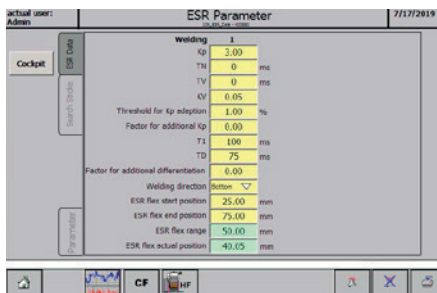 actual user:
Admin
ESR Parameter
7/17/2019
Cockpit
ESR Data
Search Stroke
Parameter
Welding 1
Kp 3.00
TN 0 ms
TV 0 ms
KV 0.05
Threshold for Kp adaption 1.00 %
Factor for additional Kp 0.00
T1 100 ms
TD 75 ms
Factor for additional differentiation 0.00
Welding direction Bottom
ESR flex start position 25.00 mm
ESR flex end position 75.00 mm
ESR flex range 50.00 mm
ESR flex actual position 49.05 mm
CF
HF